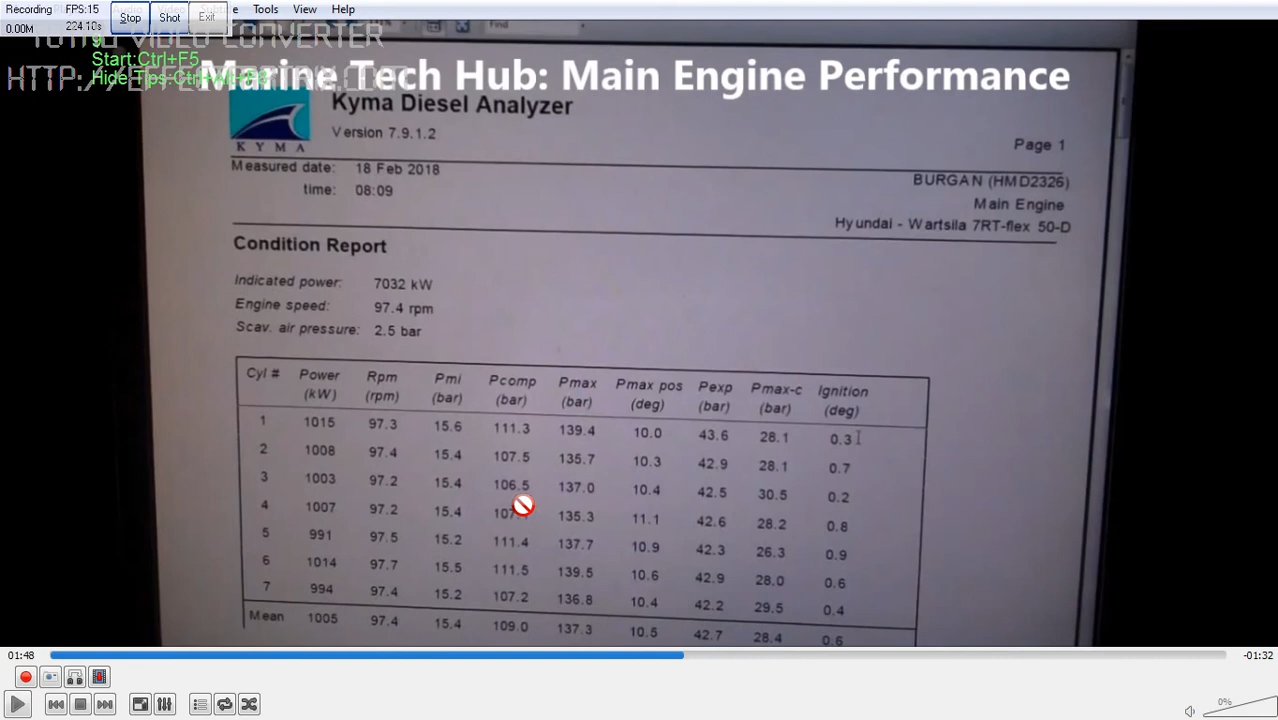 Recording FPS:15 Stop Shot Exit Tools View Help
0.00M 224.10s
Find
VIDEO CONVERTER
Start:Ctrl+F5
Marine Tech Hub: Main Engine Performance
Kyma Diesel Analyzer
Version 7.9.1.2
KYMA
Page 1
Measured date: 18 Feb 2018
BURGAN (HMD2326)
time: 08:09
Main Engine
Hyundai - Wartsila 7RT-flex 50-D
Condition Report
Indicated power: 7032 kW
Engine speed: 97.4 rpm
Scav. air pressure: 2.5 bar
Cyl # Power Rpm Pmi Pcomp Pmax Pmax pos Pexp Pmax-c Ignition
(kW) (rpm) (bar) (bar) (bar) (deg) (bar) (bar) (deg)
1 1015 97.3 15.6 111.3 139.4 10.0 43.6 28.1 0.3
2 1008 97.4 15.4 107.5 135.7 10.3 42.9 28.1 0.7
3 1003 97.2 15.4 106.5 137.0 10.4 42.5 30.5 0.2
4 1007 97.2 15.4 135.3 11.1 42.6 28.2 0.8
5 991 97.5 15.2 111.4 137.7 10.9 42.3 26.3 0.9
6 1014 97.7 15.5 111.5 139.5 10.6 42.9 28.0 0.6
7 994 97.4 15.2 107.2 136.8 10.4 42.2 29.5 0.4
Mean 1005 97.4 15.4 109.0 137.3 10.5 42.7 28.4 0.6
01:48 -01:32
0%